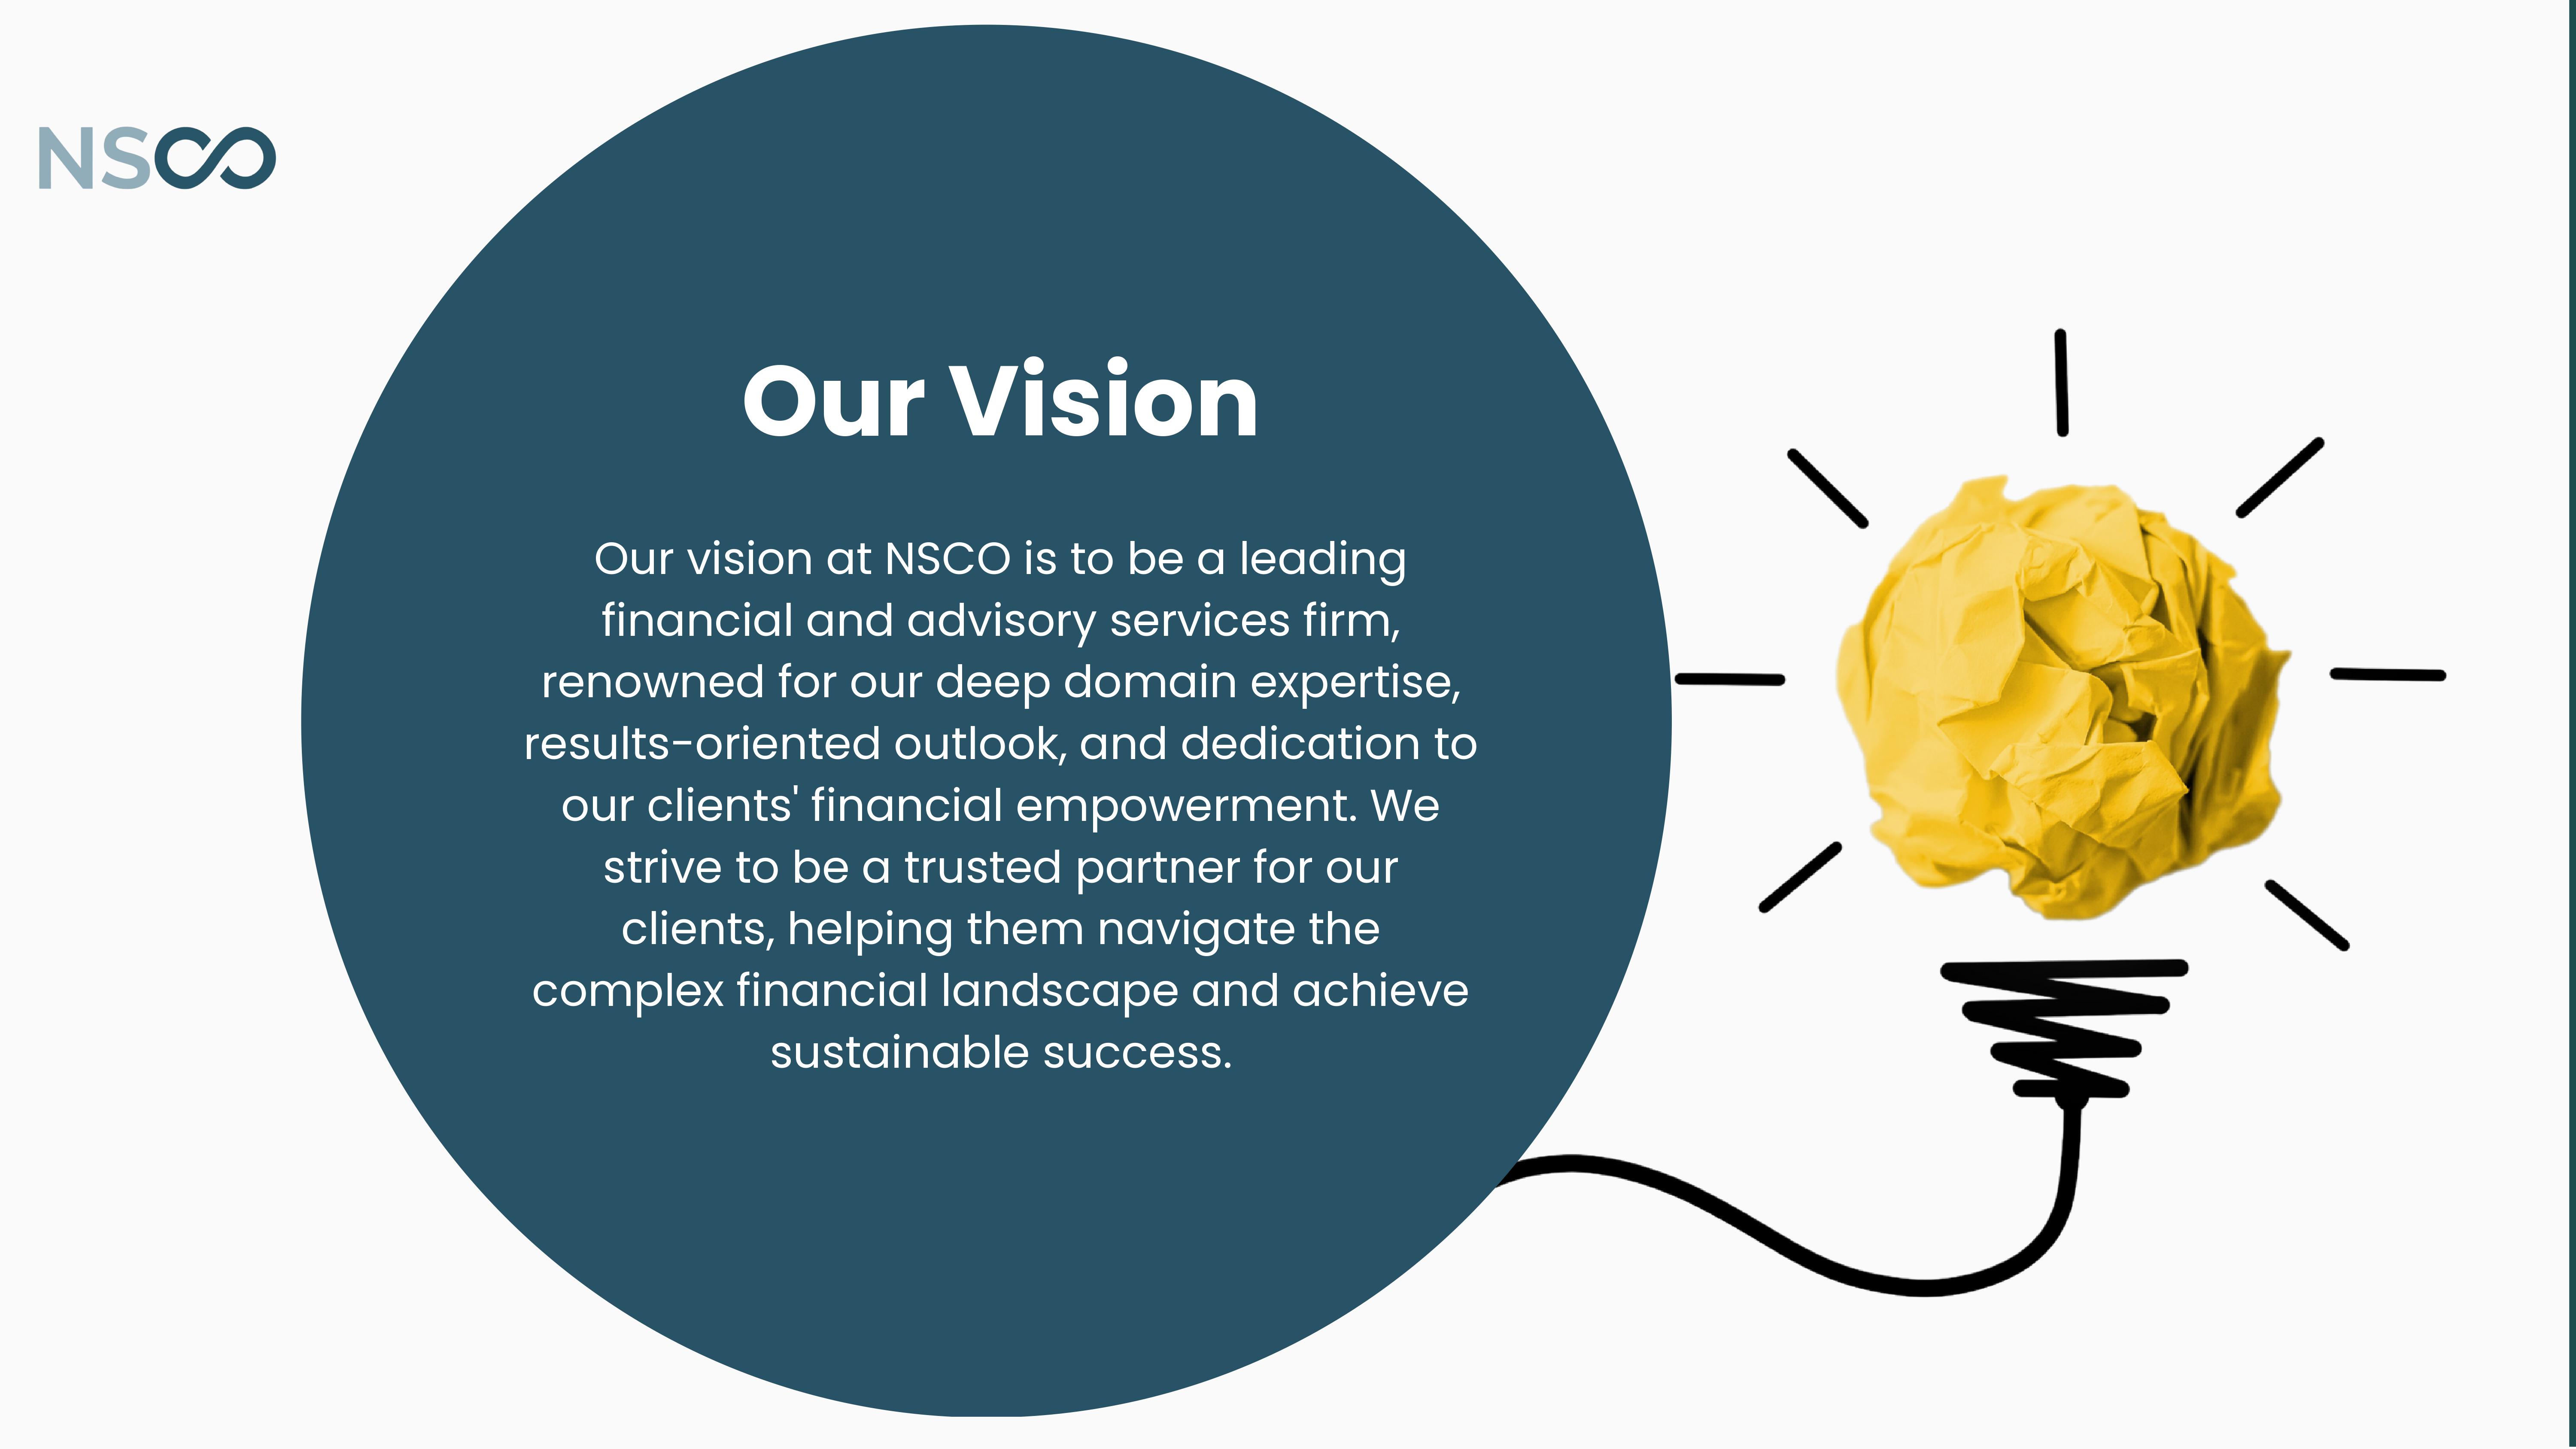 NSCO
Our Vision
Our vision at NSCO is to be a leading
financial and advisory services firm,
renowned for our deep domain expertise,
results-oriented outlook, and dedication to
our clients' financial empowerment. We
strive to be a trusted partner for our
clients, helping them navigate the
complex financial landscape and achieve
sustainable success.